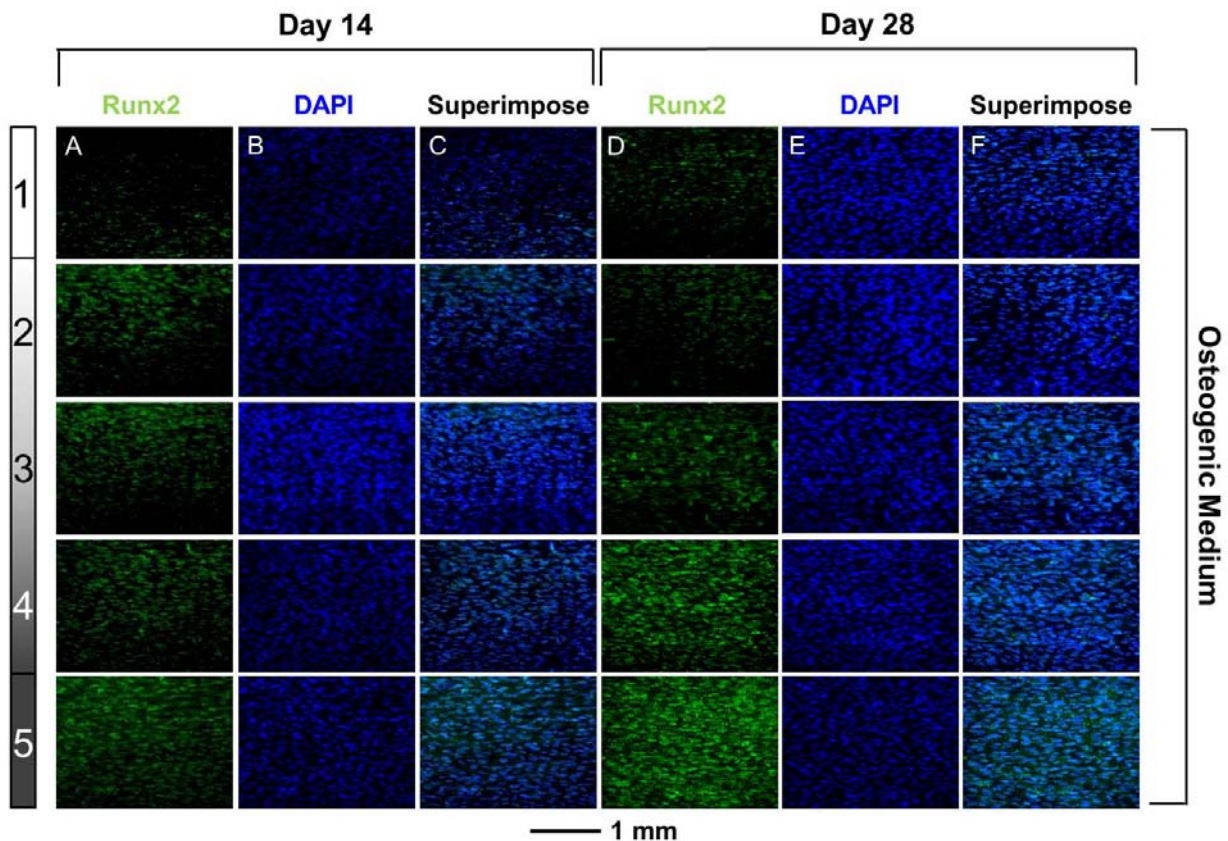 Day 14 Day 28
Runx2 DAPI Superimpose Runx2 DAPI Superimpose
A B C D E F
1
2
3
4
5
Osteogenic Medium
1 mm